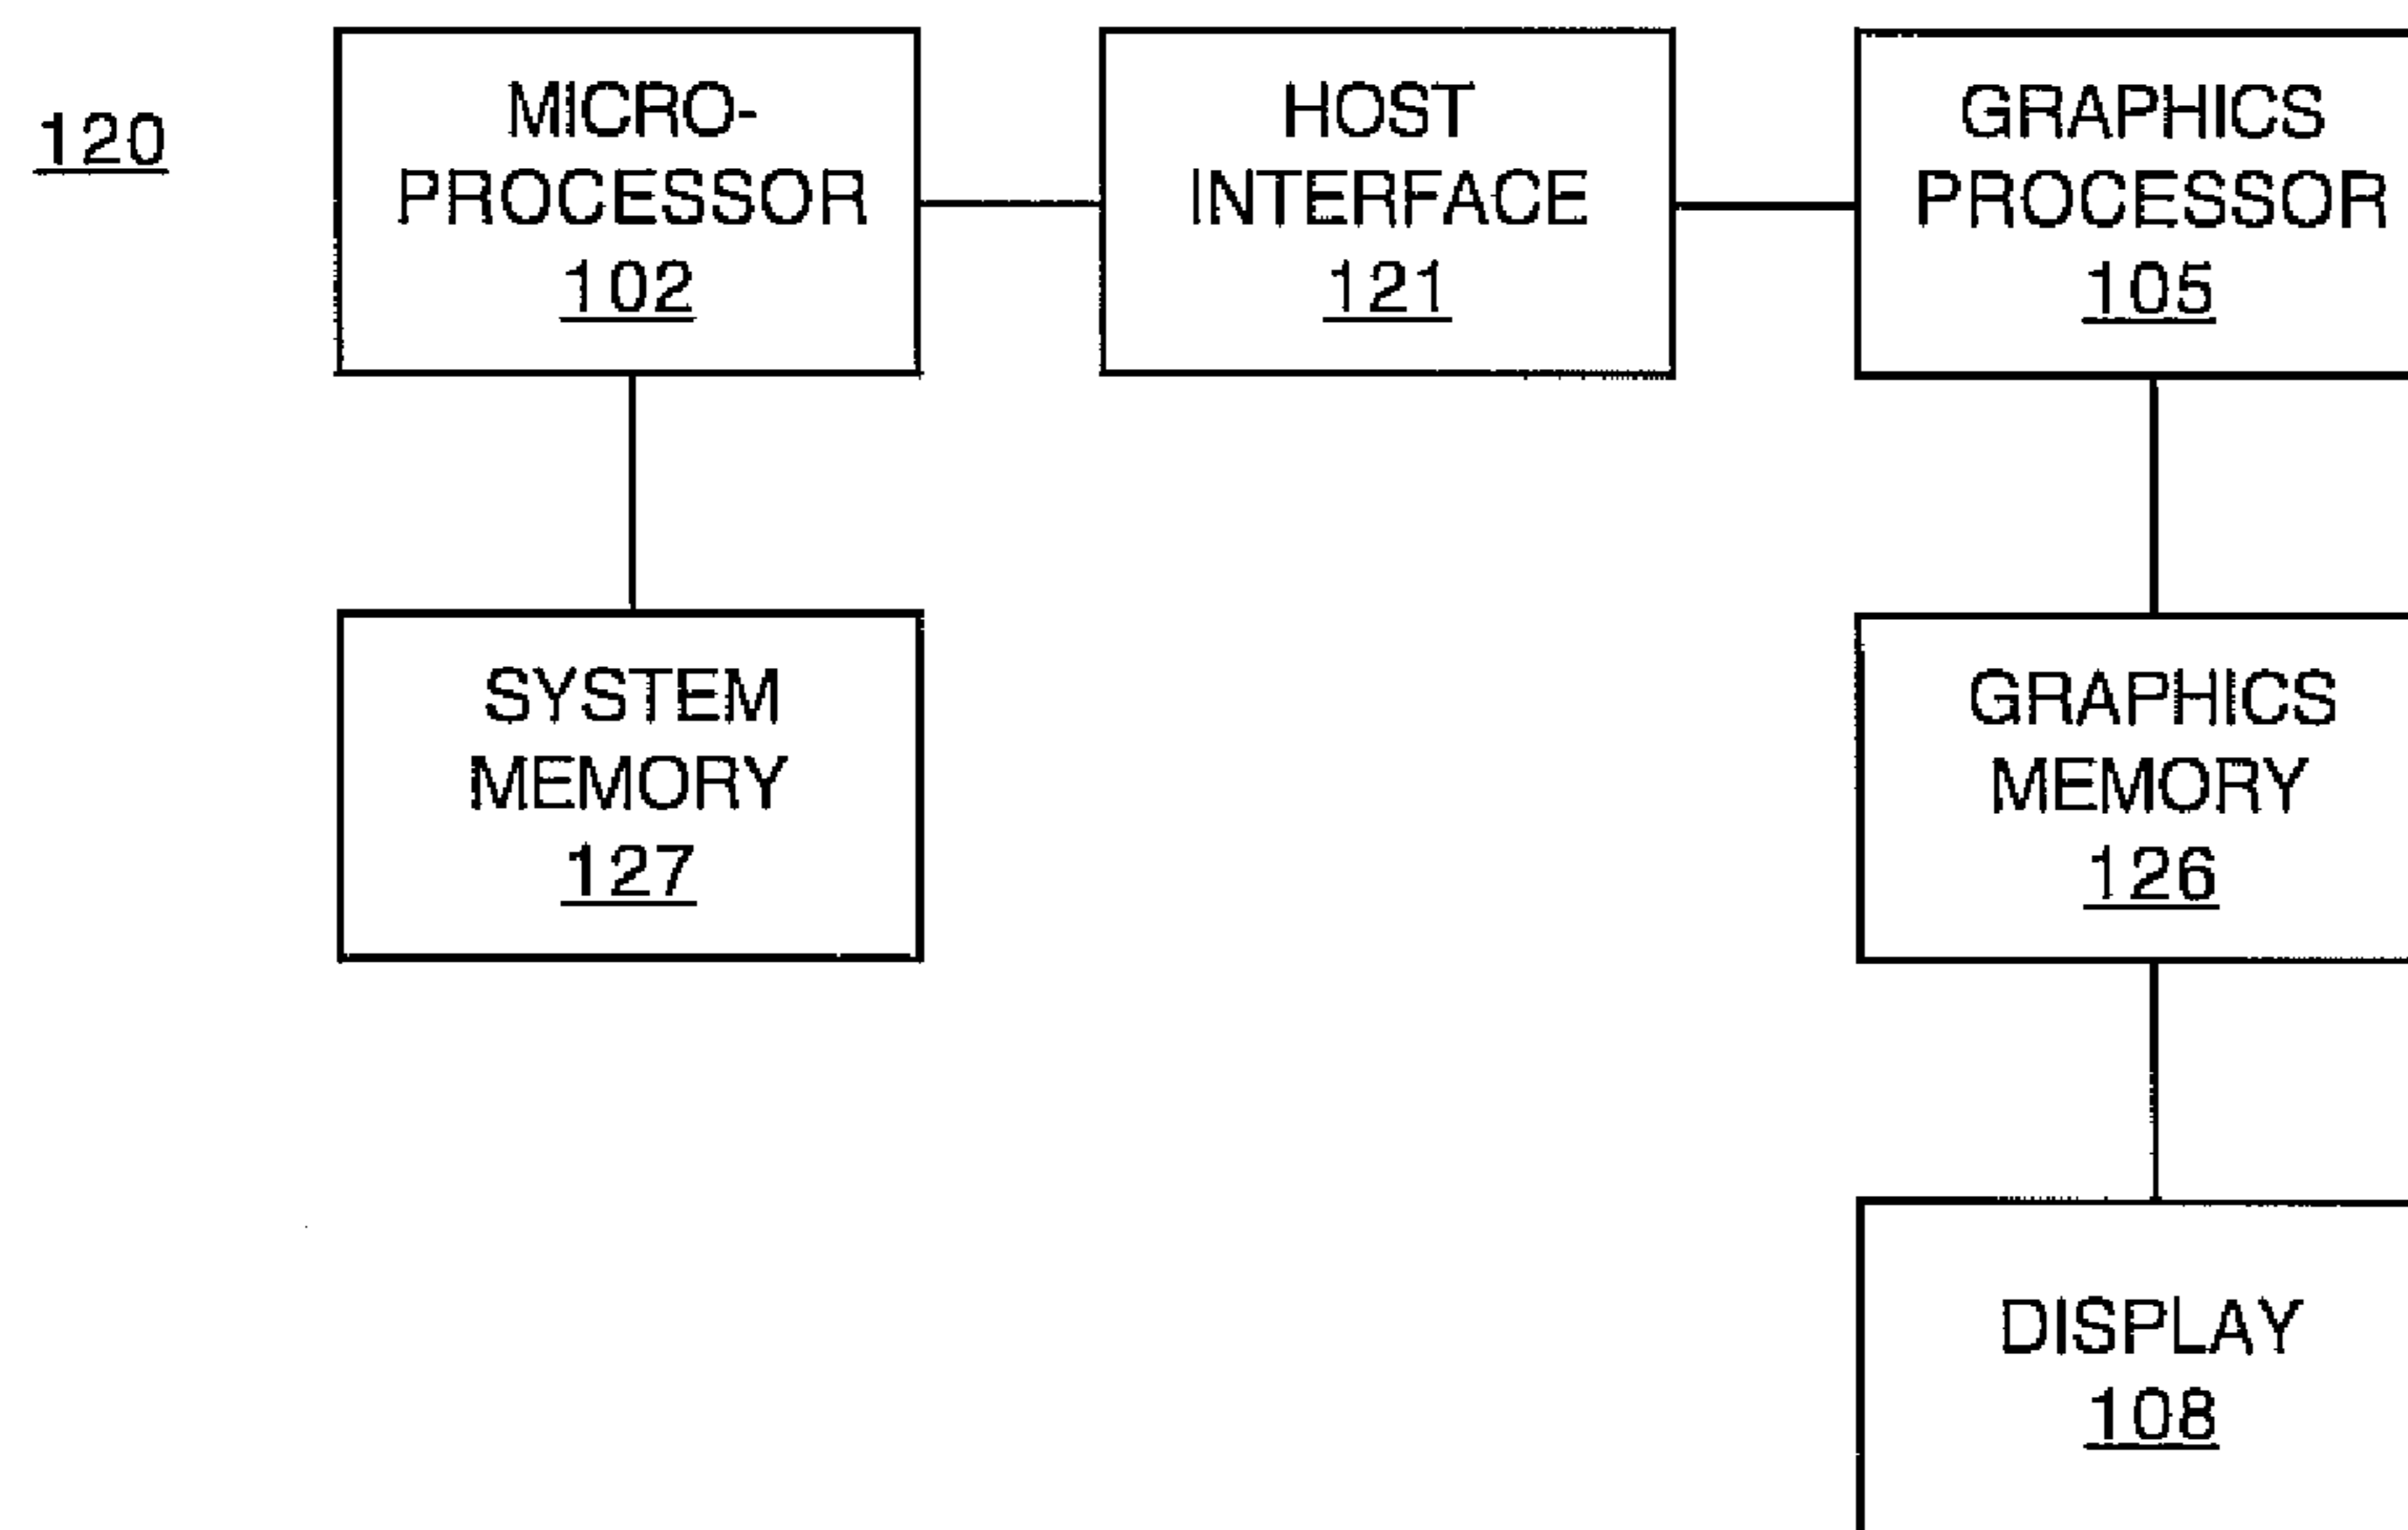 120
MICRO-
PROCESSOR
102
HOST
INTERFACE
121
GRAPHICS
PROCESSOR
105
SYSTEM
MEMORY
127
GRAPHICS
MEMORY
126
DISPLAY
108